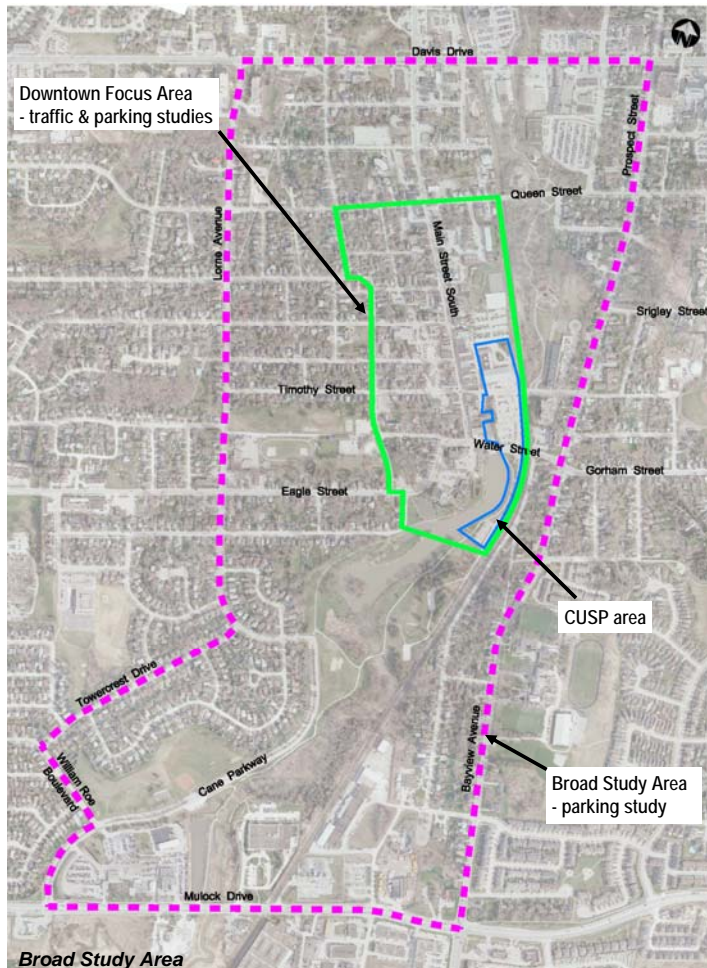 Davis Drive
Downtown Focus Area
- traffic & parking studies
Prospect Street
Queen Street
Lorne Avenue
Main Street South
Srigley Street
Timothy Street
Water Street
Gorham Street
Eagle Street
CUSP area
Towercrest Drive
William Roe
Boulevard
Cane Parkway
Bayview Avenue
Broad Study Area
- parking study
Mulock Drive
Broad Study Area